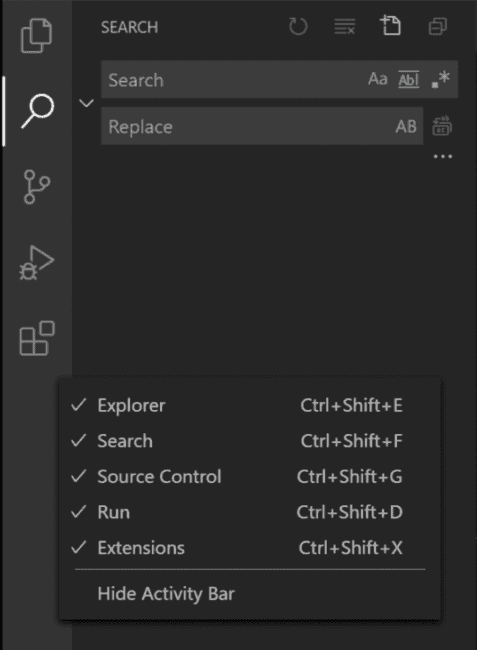 SEARCH
Search Aa Abl .*
Replace AB
...
Explorer Ctrl+Shift+E
Search Ctrl+Shift+F
Source Control Ctrl+Shift+G
Run Ctrl+Shift+D
Extensions Ctrl+Shift+X
Hide Activity Bar